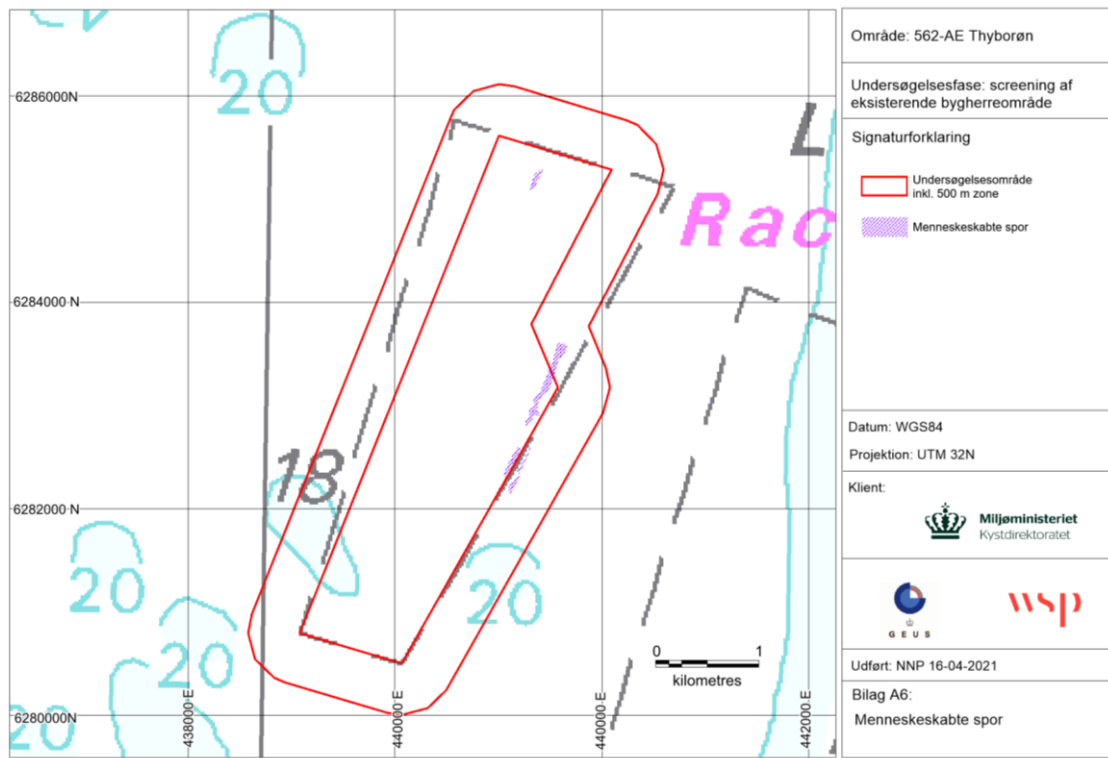 20
6286000N
Rac
6284000 N
18
6282000 N
20
20
20
20
0
1
kilometres
6280000N
438000 E
440000 E
440000 E
442000 E
Område: 562-AE Thyborøn
Undersøgelsesfase: screening af
eksisterende bygherreområde
Signaturforklaring
Undersøgelsesområde
inkl. 500 m zone
Menneskeskabte spor
Datum: WGS84
Projektion: UTM 32N
Klient:
Miljøministeriet
Kystdirektoratet
GEUS
wsp
Udført: NNP 16-04-2021
Bilag A6:
Menneskeskabte spor